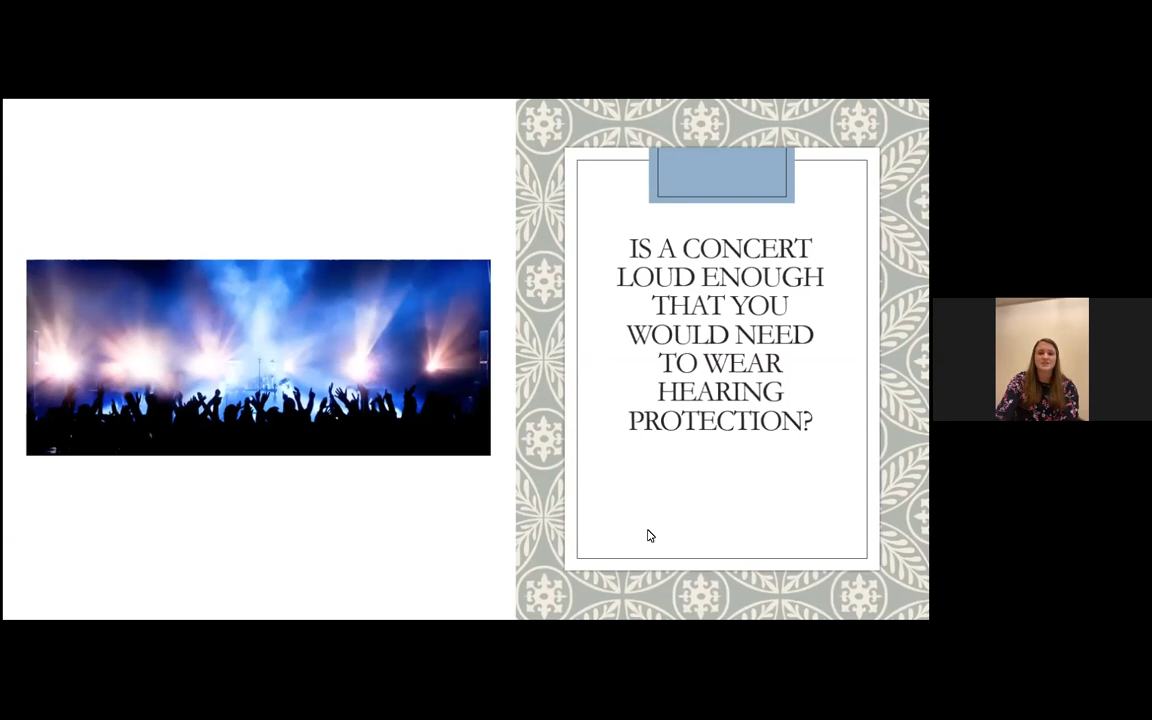 IS A CONCERT
LOUD ENOUGH
THAT YOU
WOULD NEED
TO WEAR
HEARING
PROTECTION?